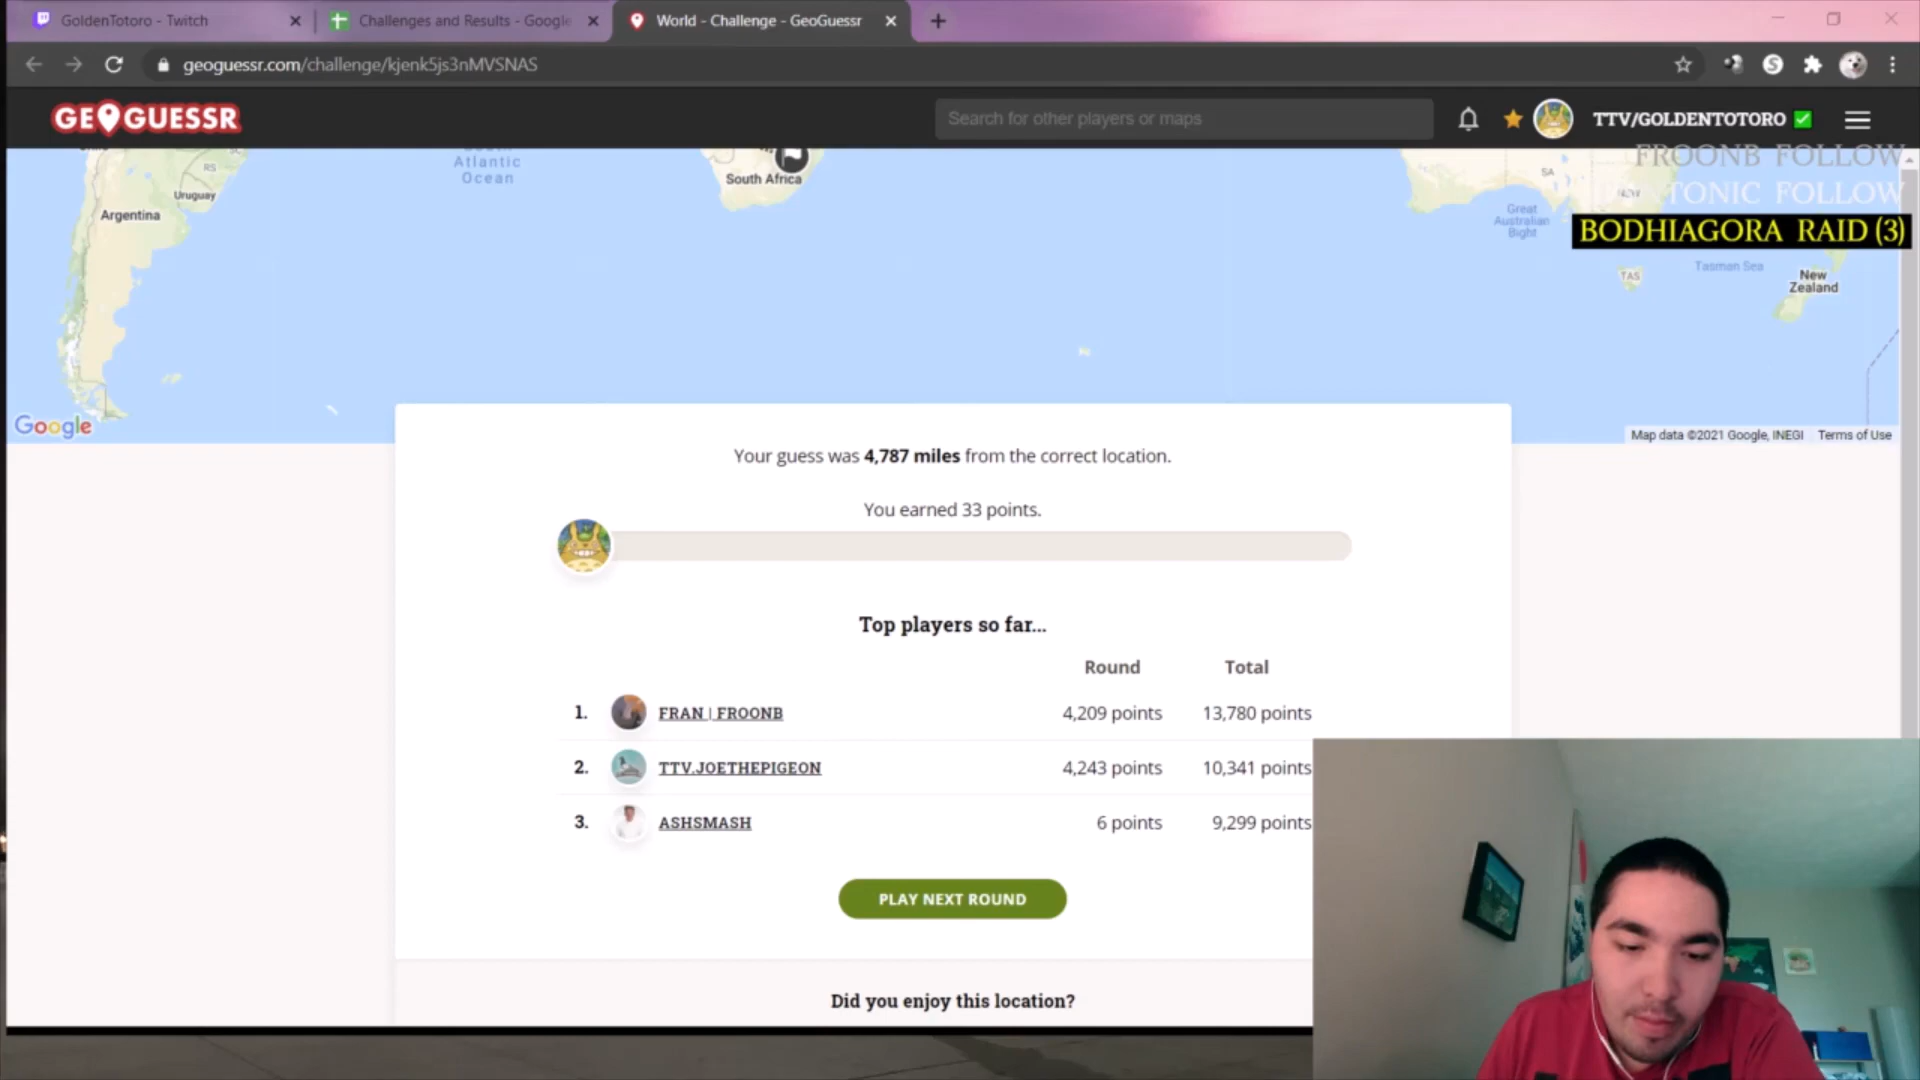 GoldenTotoro - Twitch
Challenges and Results - Google
World - Challenge - GeoGuessr
geoguessr.com/challenge/kjenk5js3nMVSNAS
GEOGUESSR
Search for other players or maps
TTV/GOLDENTOTORO
FROONB FOLLOW
TONIC FOLLOW
BODHIAGORA RAID (3)
Atlantic
Ocean
RS
Uruguay
Argentina
South Africa
SA
Great
Australian
Bight
TAS
Tasman Sea
New
Zealand
Google
Map data ©2021 Google, INEGI Terms of Use
Your guess was 4,787 miles from the correct location.
You earned 33 points.
Top players so far...
Round Total
1. FRAN | FROONB 4,209 points 13,780 points
2. TTV.JOETHEPIGEON 4,243 points 10,341 points
3. ASHSMASH 6 points 9,299 points
PLAY NEXT ROUND
Did you enjoy this location?